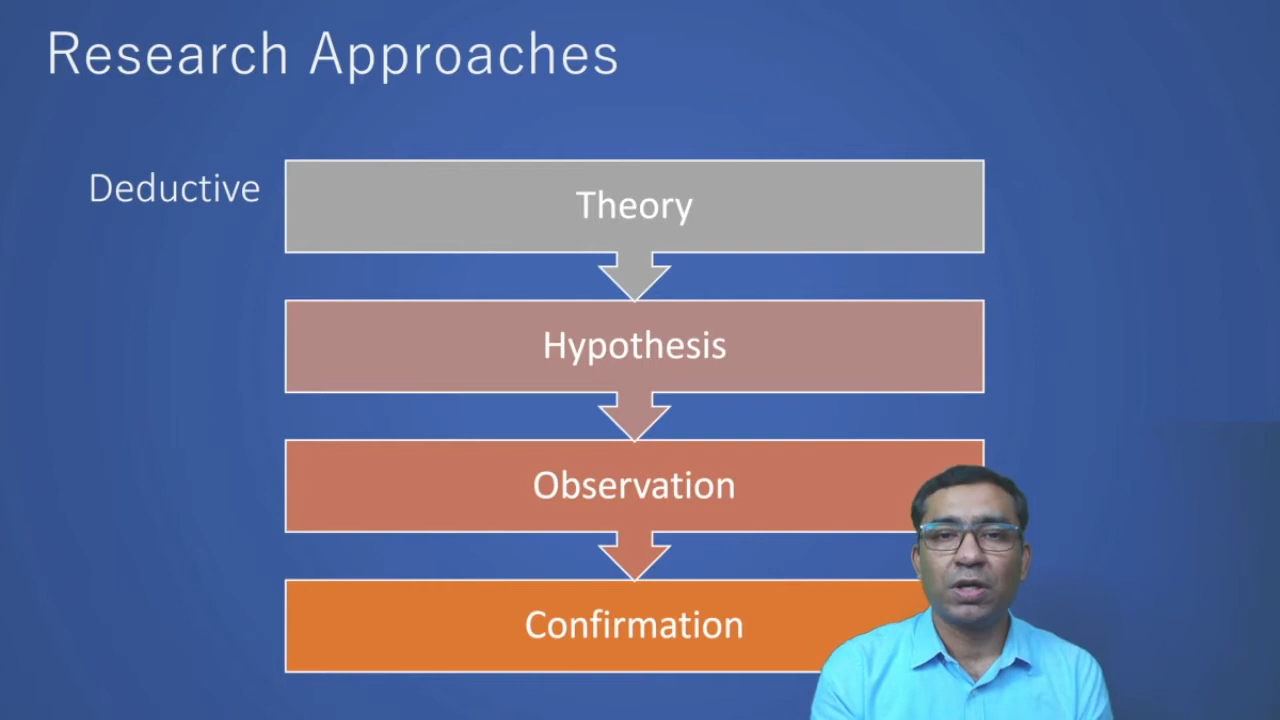 Research Approaches
Deductive
Theory
Hypothesis
Observation
Confirmation